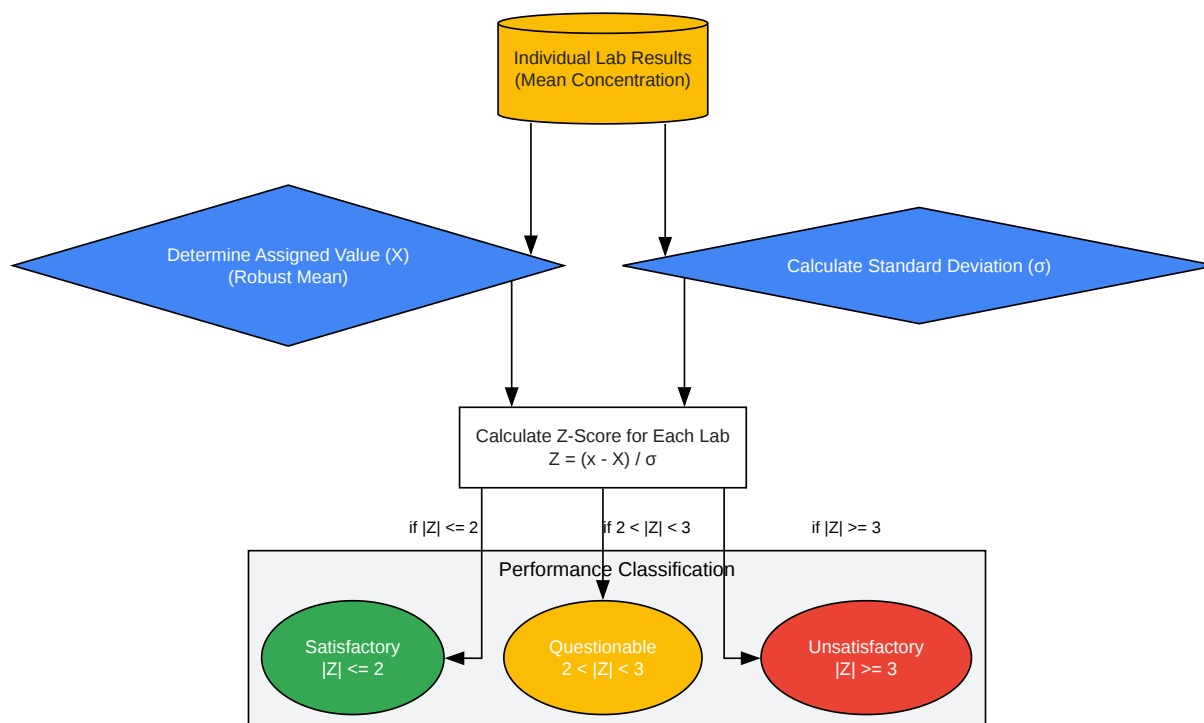 Individual Lab Results
(Mean Concentration)
Determine Assigned Value (X)
(Robust Mean)
Calculate Standard Deviation (σ)
Calculate Z-Score for Each Lab
Z = (x - X) / σ
if |Z| <= 2
if 2 < |Z| < 3
if |Z| >= 3
Performance Classification
Satisfactory
|Z| <= 2
Questionable
2 < |Z| < 3
Unsatisfactory
|Z| >= 3